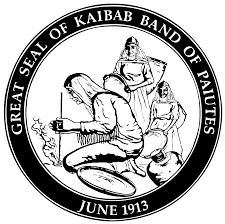 GREAT SEAL OF KAIBAB BAND OF PAIUTES
JUNE 1913